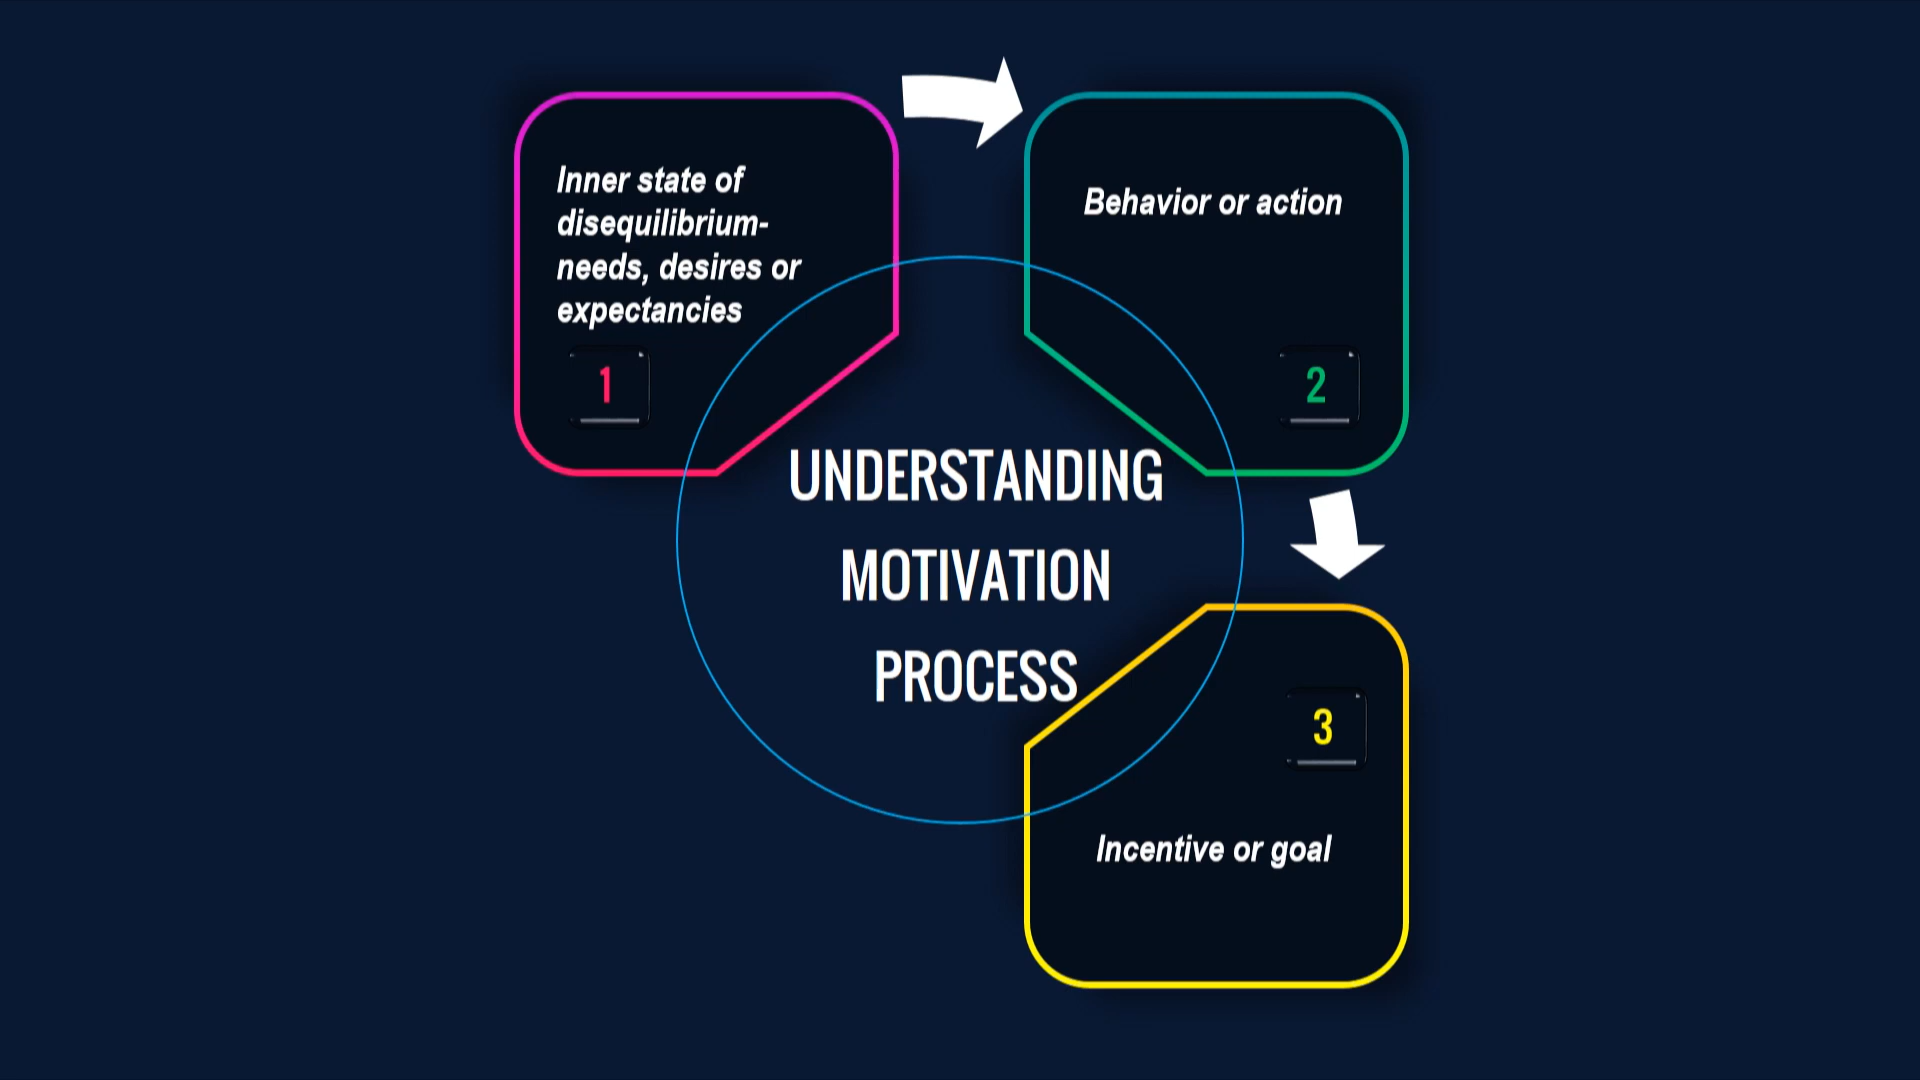 Inner state of
disequilibrium-
needs, desires or
expectancies
1
Behavior or action
2
UNDERSTANDING
MOTIVATION
PROCESS
3
Incentive or goal